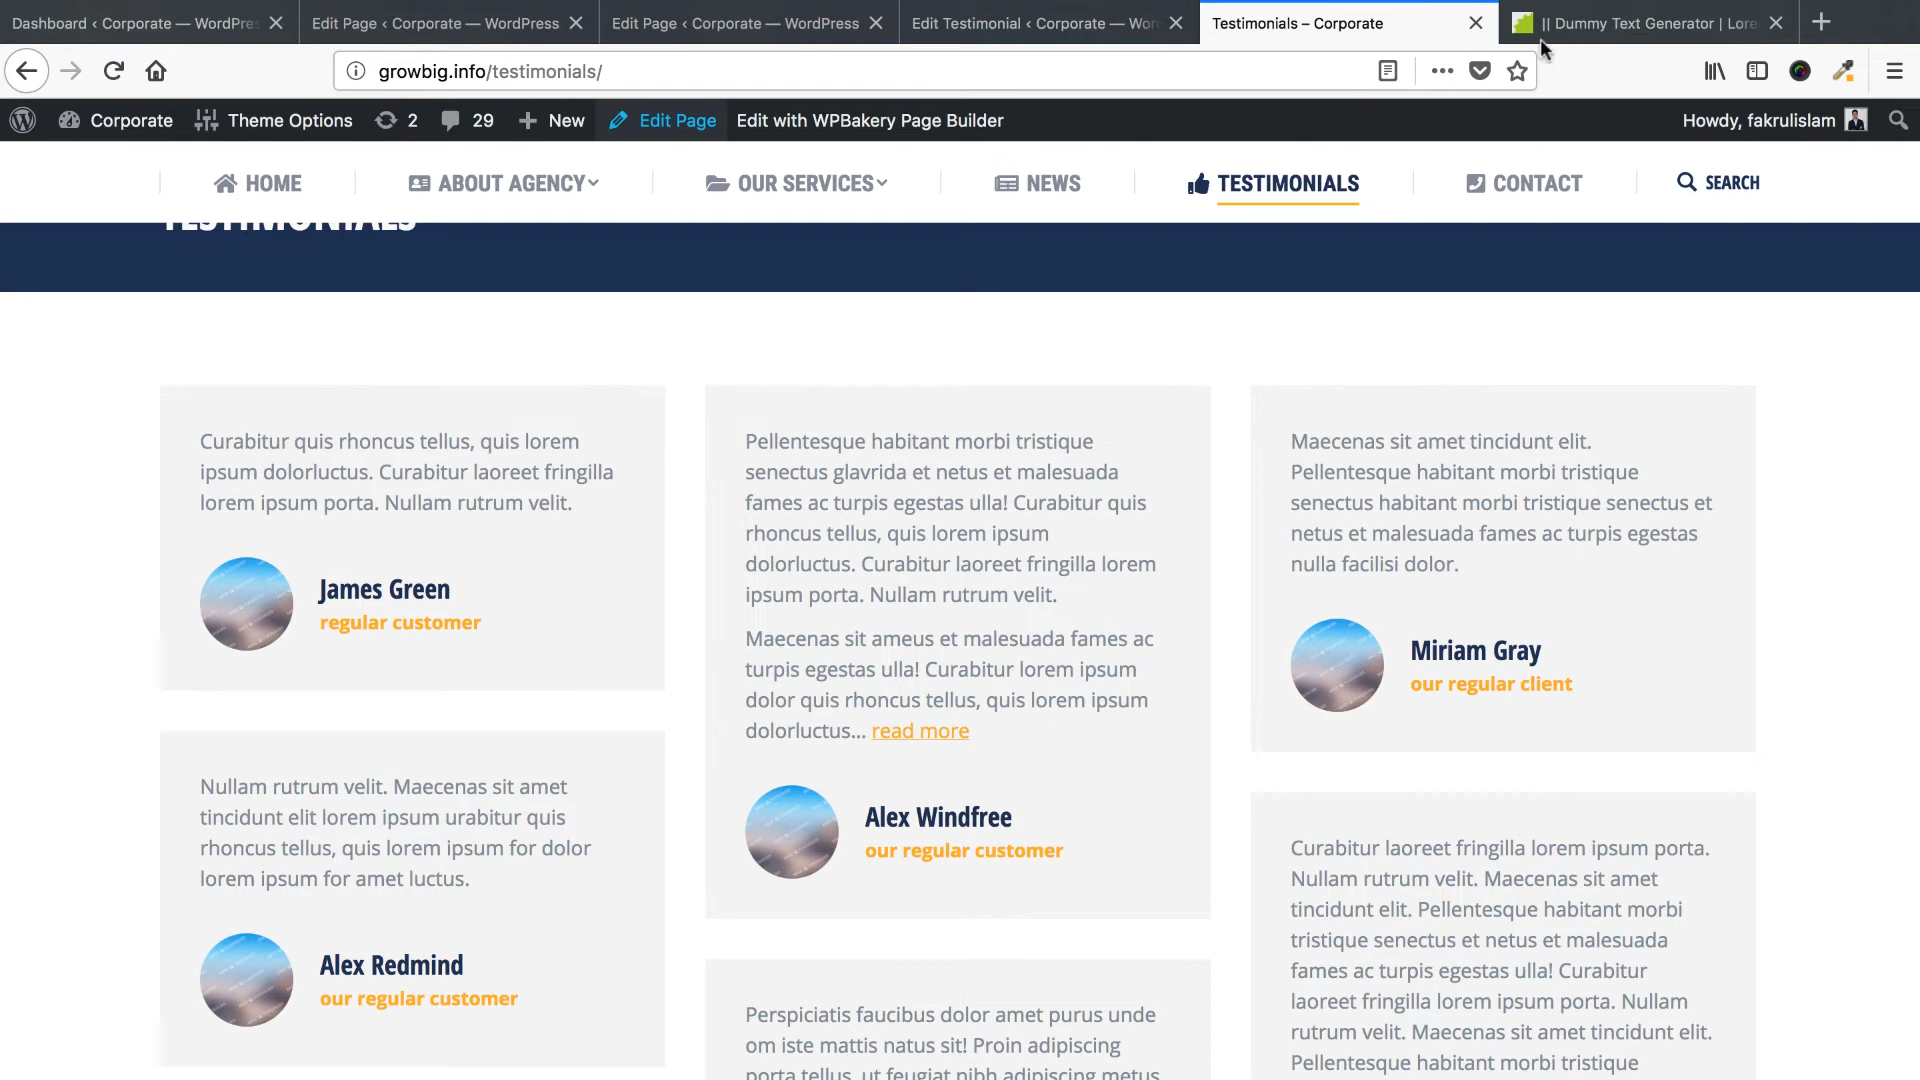 Dashboard ‹ Corporate — WordPres
Edit Page ‹ Corporate — WordPress
Edit Page ‹ Corporate — WordPress
Edit Testimonial ‹ Corporate — Wor
Testimonials – Corporate
|| Dummy Text Generator | Lore
growbig.info/testimonials/
Corporate
Theme Options
2
29
New
Edit Page
Edit with WPBakery Page Builder
Howdy, fakrulislam
HOME
ABOUT AGENCY
OUR SERVICES
NEWS
TESTIMONIALS
CONTACT
SEARCH
TESTIMONIALS
Curabitur quis rhoncus tellus, quis lorem
ipsum dolorluctus. Curabitur laoreet fringilla
lorem ipsum porta. Nullam rutrum velit.
James Green
regular customer
Nullam rutrum velit. Maecenas sit amet
tincidunt elit lorem ipsum urabitur quis
rhoncus tellus, quis lorem ipsum for dolor
lorem ipsum for amet luctus.
Alex Redmind
our regular customer
Pellentesque habitant morbi tristique
senectus glavrida et netus et malesuada
fames ac turpis egestas ulla! Curabitur quis
rhoncus tellus, quis lorem ipsum
dolorluctus. Curabitur laoreet fringilla lorem
ipsum porta. Nullam rutrum velit.
Maecenas sit ameus et malesuada fames ac
turpis egestas ulla! Curabitur lorem ipsum
dolor quis rhoncus tellus, quis lorem ipsum
dolorluctus... read more
Alex Windfree
our regular customer
Perspiciatis faucibus dolor amet purus unde
om iste mattis natus sit! Proin adipiscing
porta tellus, ut feugiat nibh adipiscing metus
Maecenas sit amet tincidunt elit.
Pellentesque habitant morbi tristique
senectus habitant morbi tristique senectus et
netus et malesuada fames ac turpis egestas
nulla facilisi dolor.
Miriam Gray
our regular client
Curabitur laoreet fringilla lorem ipsum porta.
Nullam rutrum velit. Maecenas sit amet
tincidunt elit. Pellentesque habitant morbi
tristique senectus et netus et malesuada
fames ac turpis egestas ulla! Curabitur
laoreet fringilla lorem ipsum porta. Nullam
rutrum velit. Maecenas sit amet tincidunt elit.
Pellentesque habitant morbi tristique